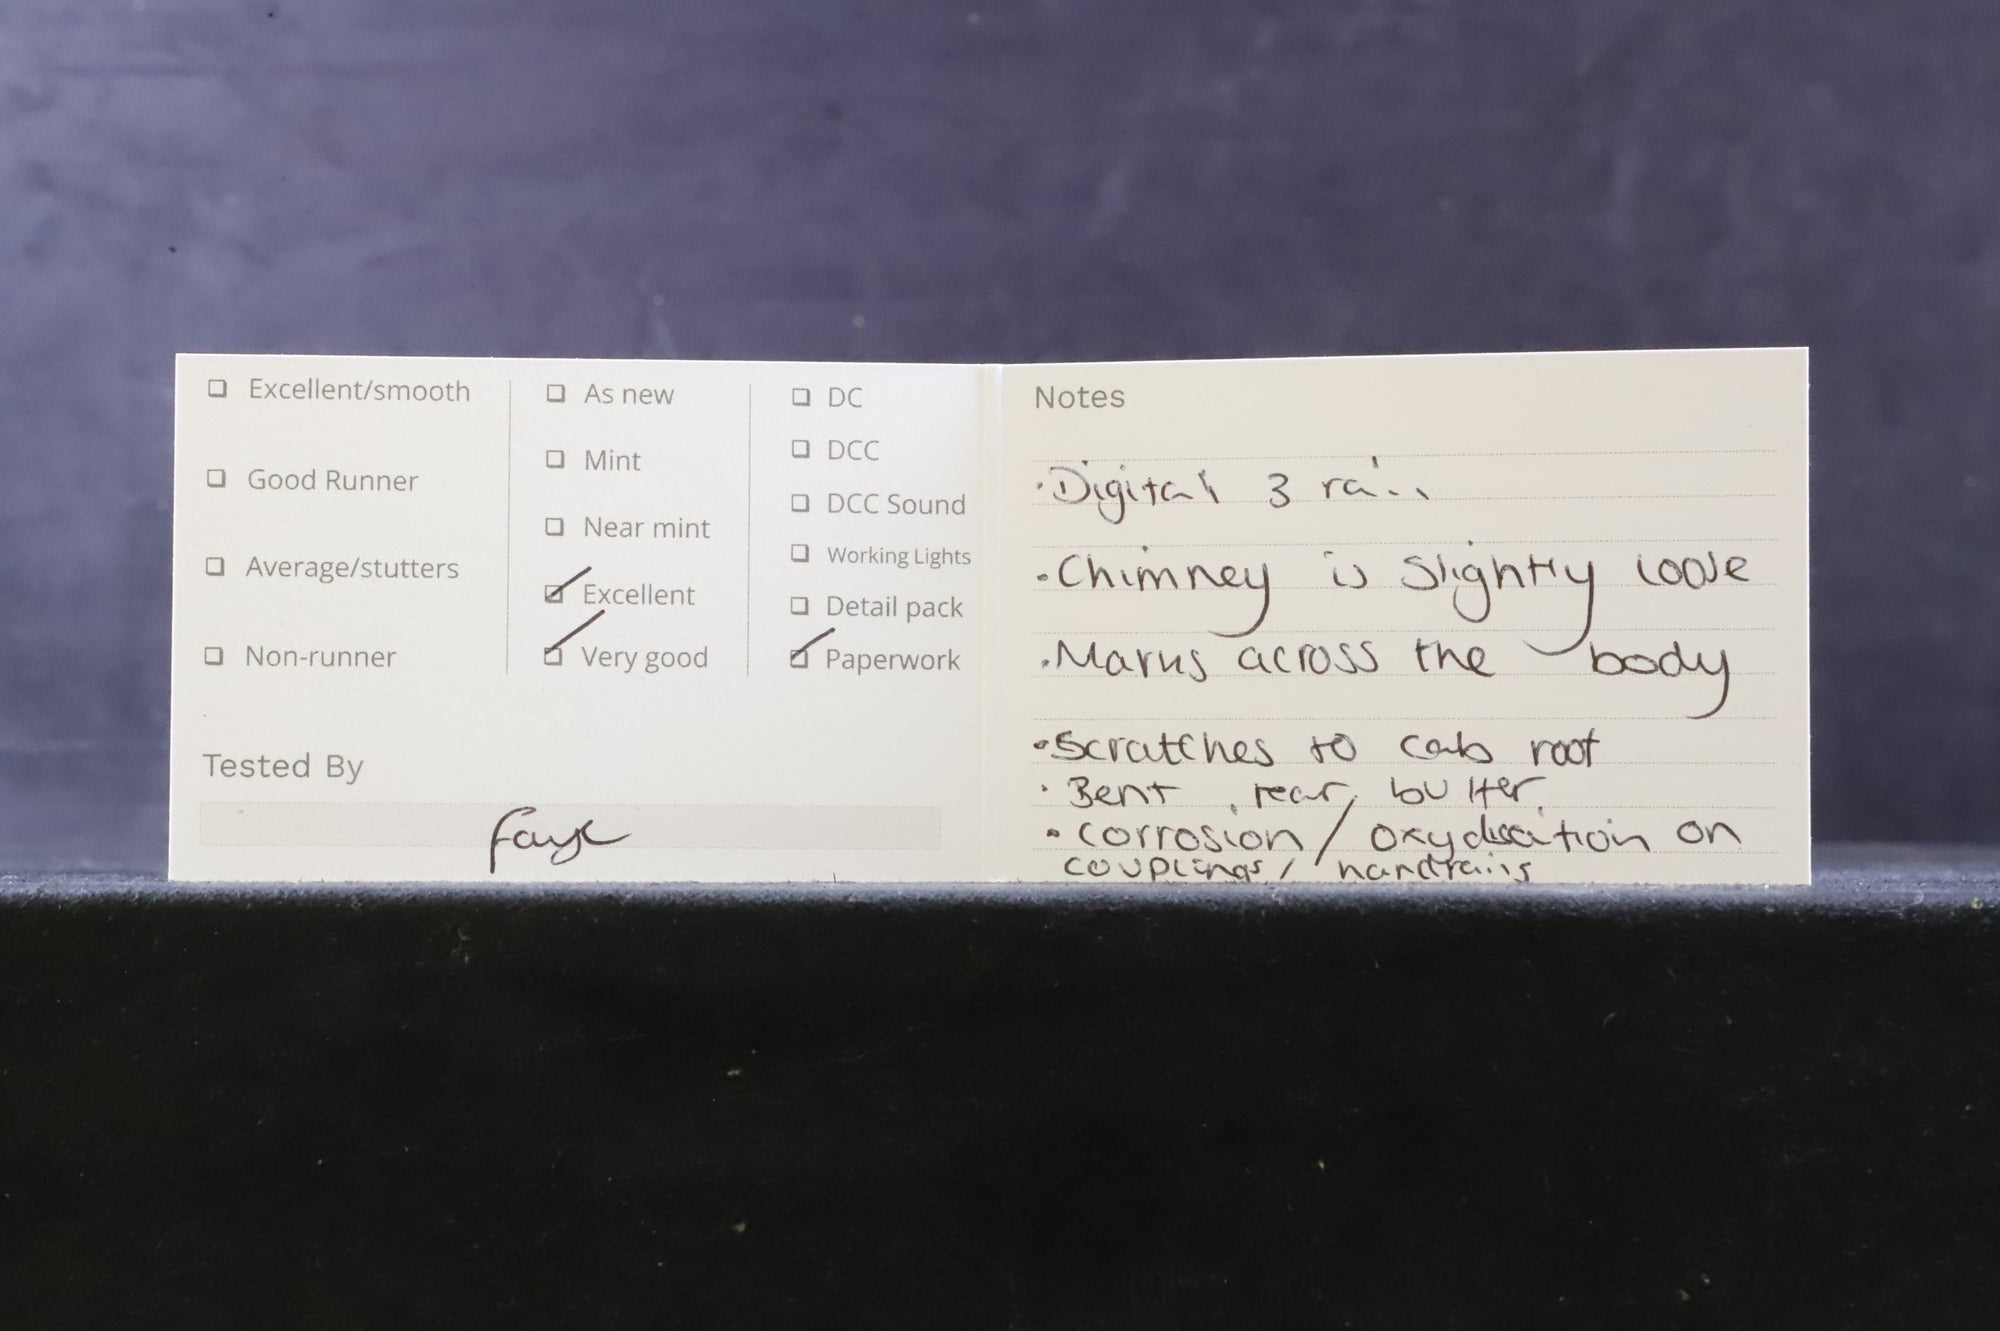 ☐ Excellent/smooth
☐ Good Runner
☐ Average/stutters
☐ Non-runner
☐ As new
☐ Mint
☐ Near mint
☑ Excellent
☑ Very good
☐ DC
☐ DCC
☐ DCC Sound
☐ Working Lights
☐ Detail pack
☑ Paperwork
Tested By
Faye
Notes
· Digital 3 rail
· Chimney is slightly loose
· Marks across the body
· Scratches to cab roof
· Bent rear buffer
· Corrosion / oxydisation on
couplings / handrails